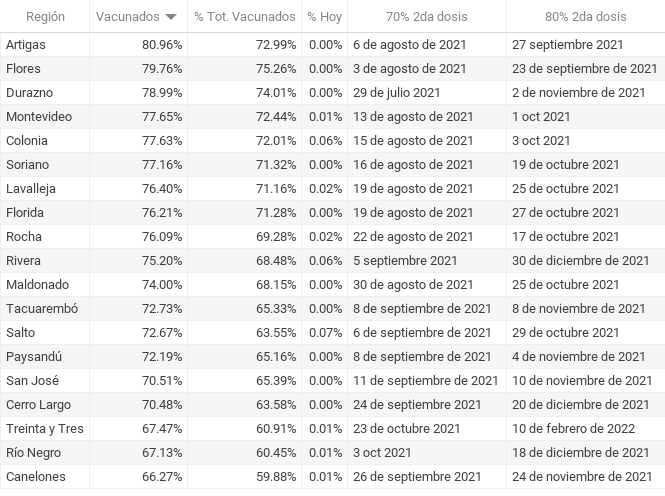 Región Vacunados % Tot. Vacunados % Hoy 70% 2da dosis 80% 2da dosis
Artigas 80.96% 72.99% 0.00% 6 de agosto de 2021 27 septiembre 2021
Flores 79.76% 75.26% 0.00% 3 de agosto de 2021 23 de septiembre de 2021
Durazno 78.99% 74.01% 0.00% 29 de julio 2021 2 de noviembre de 2021
Montevideo 77.65% 72.44% 0.01% 13 de agosto de 2021 1 oct 2021
Colonia 77.63% 72.01% 0.06% 15 de agosto de 2021 3 oct 2021
Soriano 77.16% 71.32% 0.00% 16 de agosto de 2021 19 de octubre 2021
Lavalleja 76.40% 71.16% 0.02% 19 de agosto de 2021 25 de octubre 2021
Florida 76.21% 71.28% 0.00% 19 de agosto de 2021 27 de octubre 2021
Rocha 76.09% 69.28% 0.02% 22 de agosto de 2021 17 de octubre 2021
Rivera 75.20% 68.48% 0.06% 5 septiembre 2021 30 de diciembre de 2021
Maldonado 74.00% 68.15% 0.00% 30 de agosto de 2021 25 de octubre 2021
Tacuarembó 72.73% 65.33% 0.00% 8 de septiembre de 2021 8 de noviembre de 2021
Salto 72.67% 63.55% 0.07% 6 de septiembre de 2021 29 de octubre 2021
Paysandú 72.19% 65.16% 0.00% 8 de septiembre de 2021 4 de noviembre de 2021
San José 70.51% 65.39% 0.00% 11 de septiembre de 2021 10 de noviembre de 2021
Cerro Largo 70.48% 63.58% 0.00% 24 de septiembre 2021 20 de diciembre de 2021
Treinta y Tres 67.47% 60.91% 0.01% 23 de octubre 2021 10 de febrero de 2022
Río Negro 67.13% 60.45% 0.01% 3 oct 2021 18 de diciembre de 2021
Canelones 66.27% 59.88% 0.01% 26 de septiembre 2021 24 de noviembre de 2021